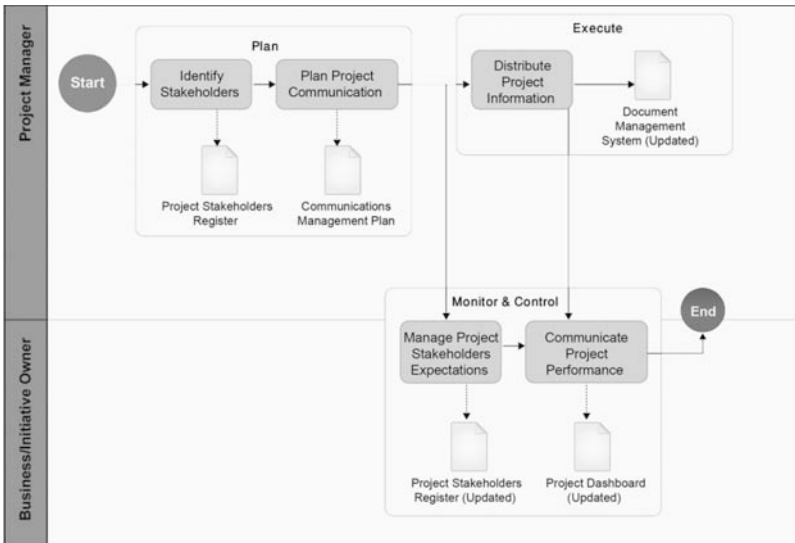 Project Manager
Start
Plan
Identify
Stakeholders
Plan Project
Communication
Project Stakeholders
Register
Communications
Management Plan
Execute
Distribute
Project
Information
Document
Management
System (Updated)
Business/Initiative Owner
Monitor & Control
Manage Project
Stakeholders
Expectations
Communicate
Project
Performance
Project Stakeholders
Register (Updated)
Project Dashboard
(Updated)
End